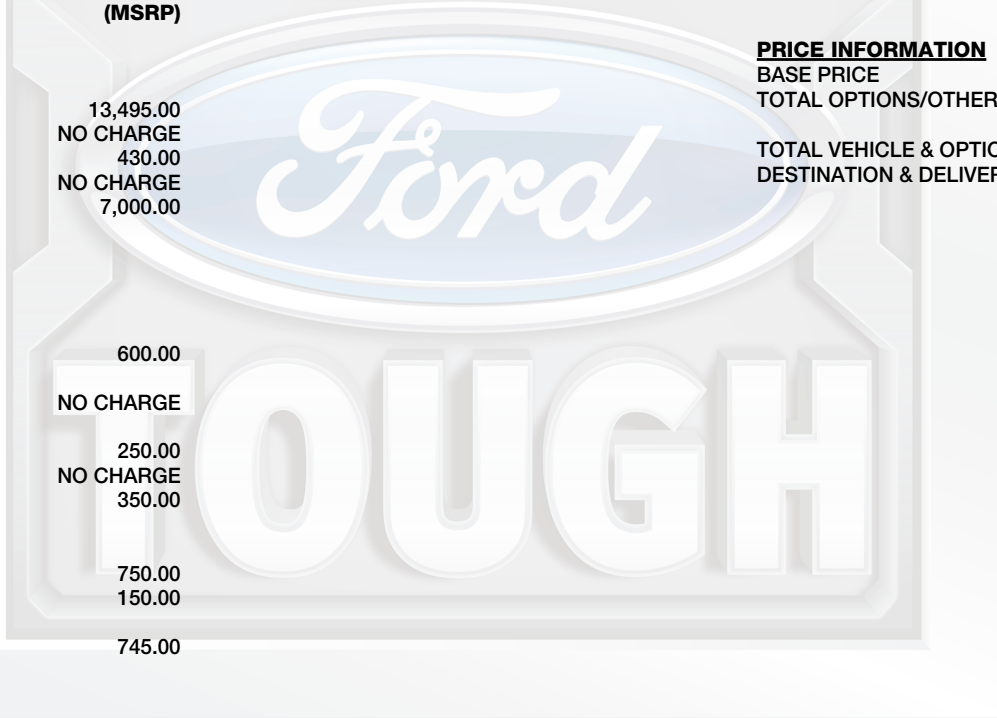 (MSRP)
13,495.00
NO CHARGE
430.00
NO CHARGE
7,000.00
600.00
NO CHARGE
250.00
NO CHARGE
350.00
750.00
150.00
745.00
PRICE INFORMATION
BASE PRICE
TOTAL OPTIONS/OTHER
TOTAL VEHICLE & OPTIO
DESTINATION & DELIVER
Ford
TOUGH